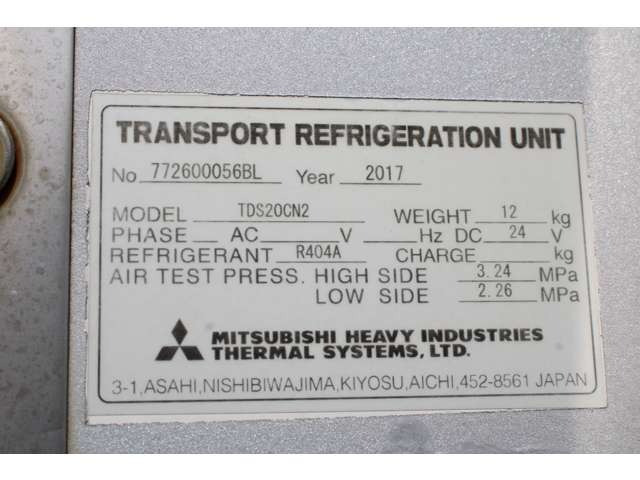 TRANSPORT REFRIGERATION UNIT
No 772600056BL Year 2017
MODEL TDS20CN2 WEIGHT 12 kg
PHASE AC V Hz DC 24 V
REFRIGERANT R404A CHARGE kg
AIR TEST PRESS. HIGH SIDE 3.24 MPa
LOW SIDE 2.26 MPa
MITSUBISHI HEAVY INDUSTRIES
THERMAL SYSTEMS, LTD.
3-1,ASAHI,NISHIBIWAJIMA,KIYOSU,AICHI,452-8561 JAPAN